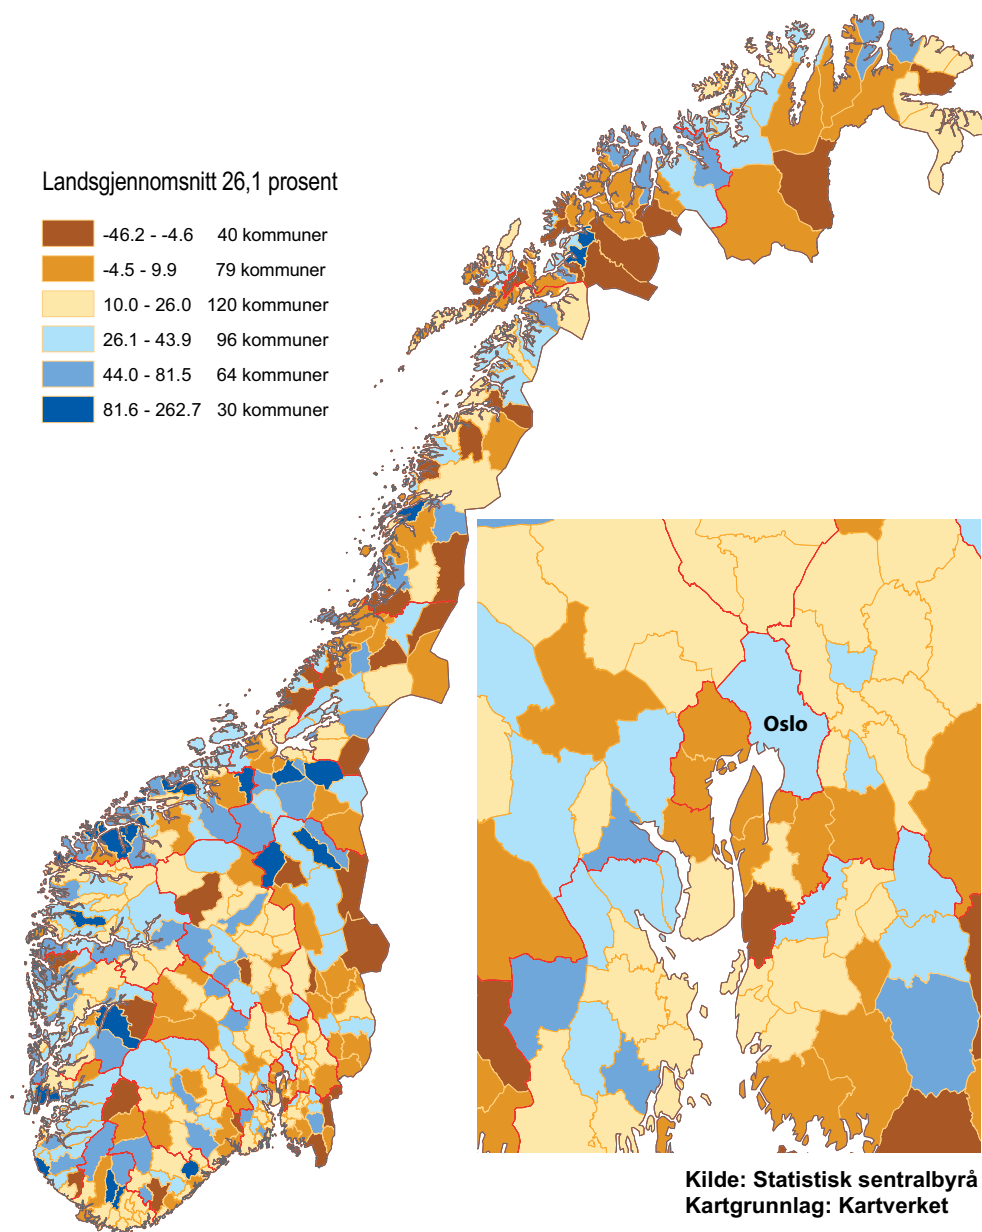 Landsgjennomsnitt 26,1 prosent
-46.2 - -4.6 40 kommuner
-4.5 - 9.9 79 kommuner
10.0 - 26.0 120 kommuner
26.1 - 43.9 96 kommuner
44.0 - 81.5 64 kommuner
81.6 - 262.7 30 kommuner
Oslo
Kilde: Statistisk sentralbyrå
Kartgrunnlag: Kartverket